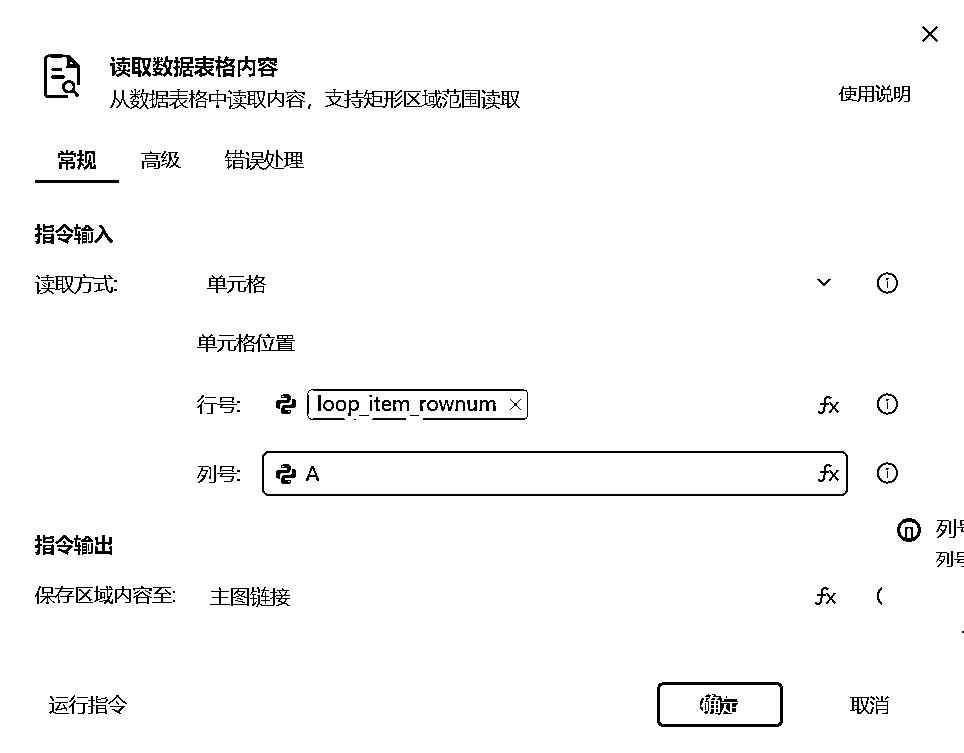 读取数据表格内容
从数据表格中读取内容，支持矩形区域范围读取
使用说明
常规 高级 错误处理
指令输入
读取方式: 单元格
单元格位置
行号: loop_item_rownum
fx
列号: A
fx
列号
列号
指令输出
保存区域内容至: 主图链接
fx
运行指令
确定
取消